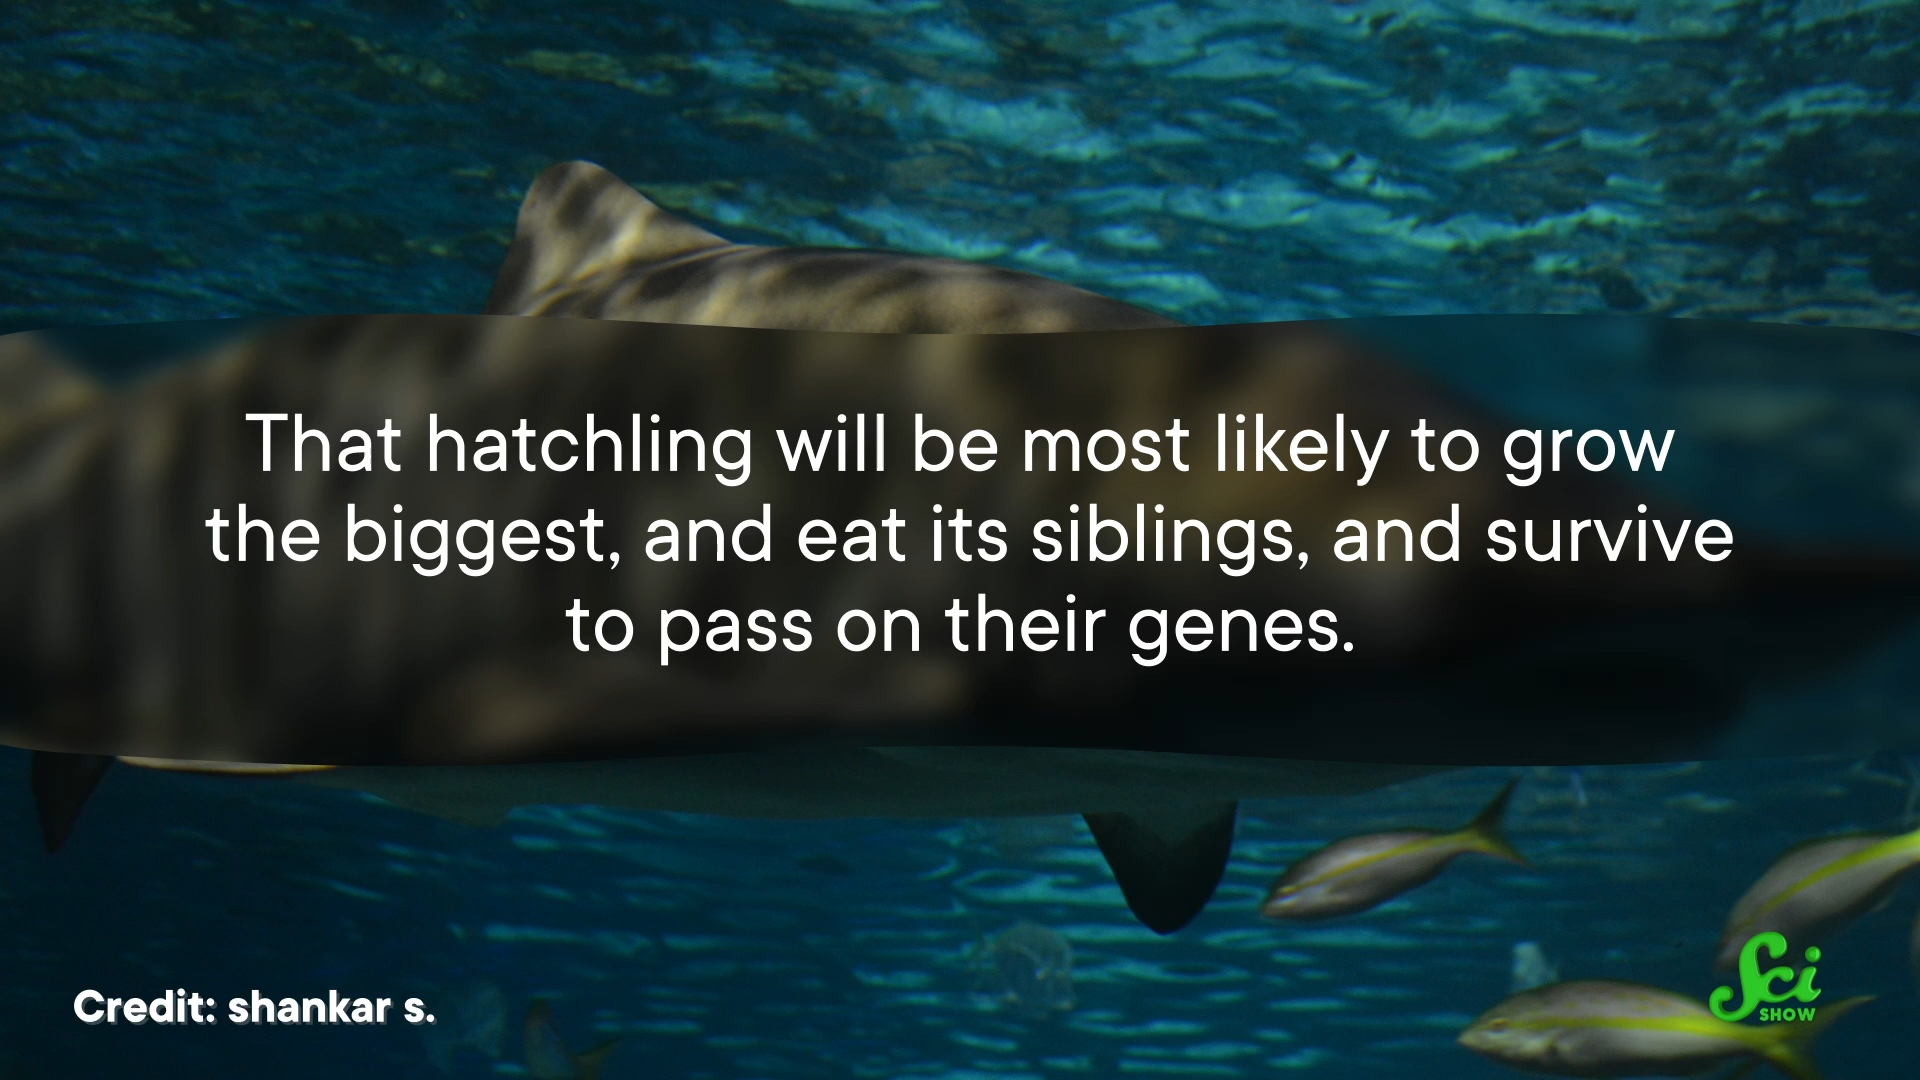 That hatchling will be most likely to grow
the biggest, and eat its siblings, and survive
to pass on their genes.
Credit: shankar s.
Sci
SHOW